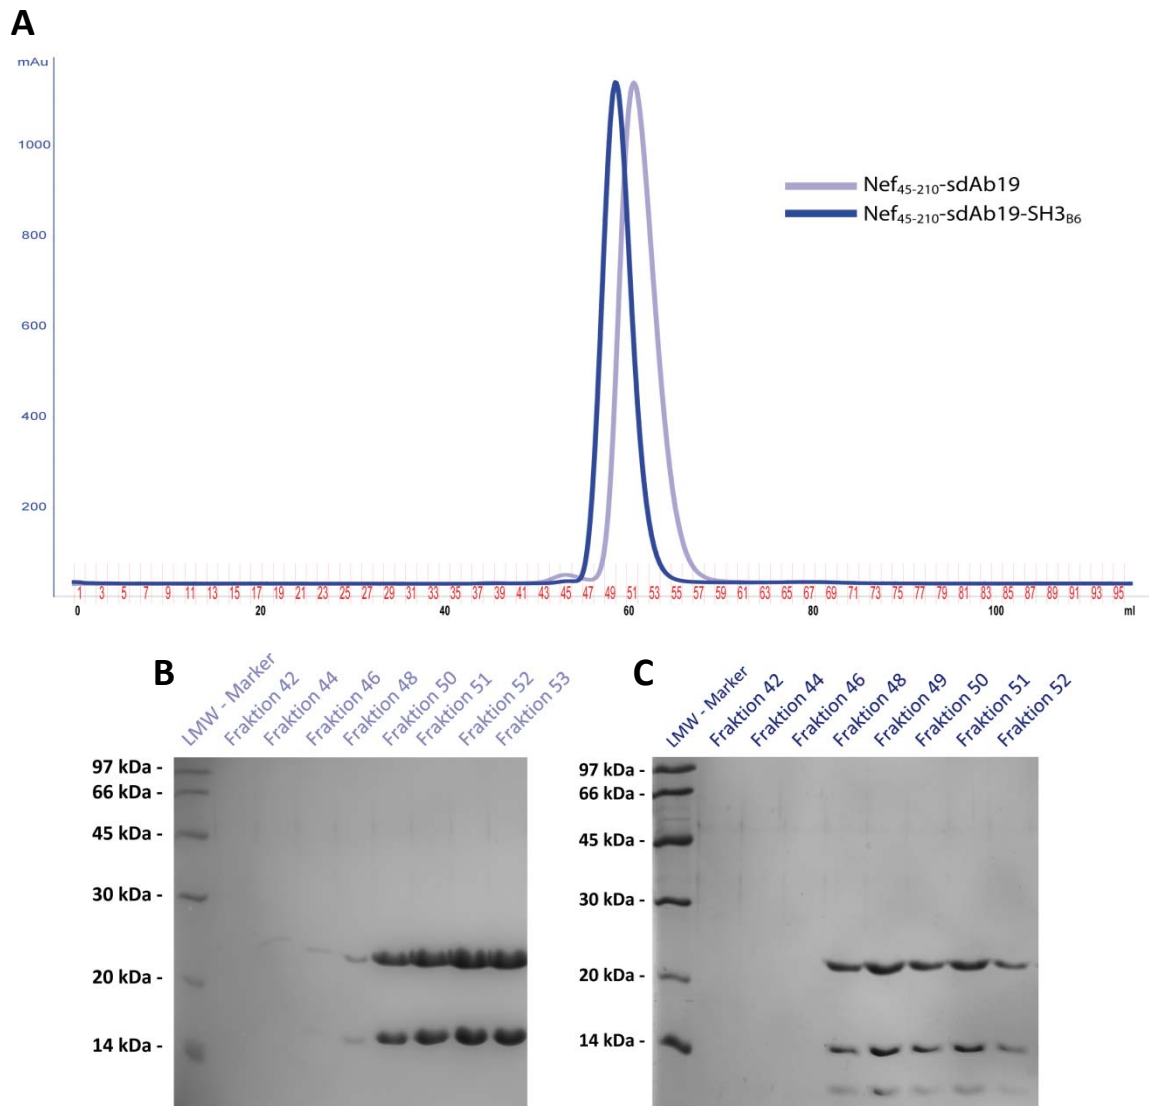 A
mAu
1000
800
600
400
200
Nef45-210-sdAb19
Nef45-210-sdAb19-SH3B6
1 3 5 7 9 11 13 15 17 19 21 23 25 27 29 31 33 35 37 39 41 43 45 47 49 51 53 55 57 59 61 63 65 67 69 71 73 75 77 79 81 83 85 87 89 91 93 95
0 20 40 60 80 100 ml
B
LMW - Marker
Fraktion 42
Fraktion 44
Fraktion 46
Fraktion 48
Fraktion 50
Fraktion 51
Fraktion 52
Fraktion 53
97 kDa -
66 kDa -
45 kDa -
30 kDa -
20 kDa -
14 kDa -
C
LMW - Marker
Fraktion 42
Fraktion 44
Fraktion 46
Fraktion 48
Fraktion 49
Fraktion 50
Fraktion 51
Fraktion 52
97 kDa -
66 kDa -
45 kDa -
30 kDa -
20 kDa -
14 kDa -